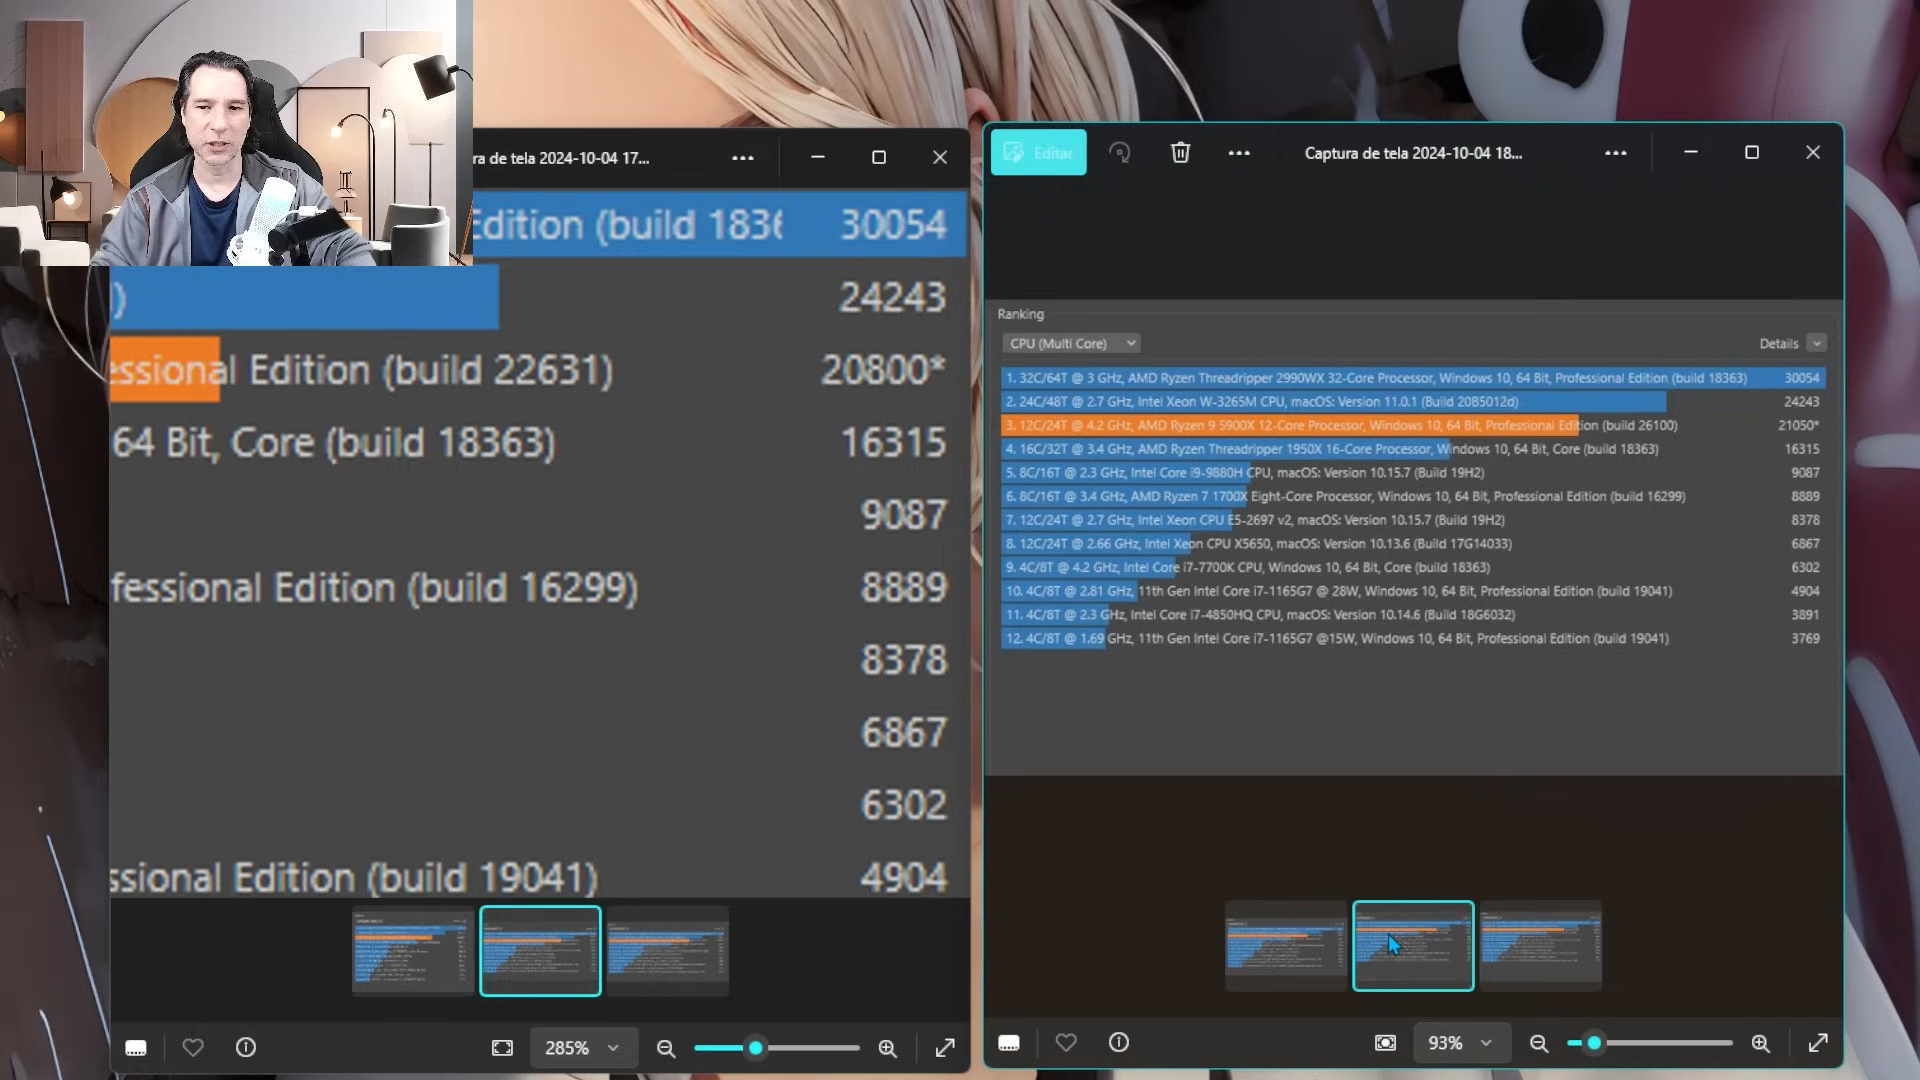 ra de tela 2024-10-04 17...
Edition (build 1836
30054
)
24243
essional Edition (build 22631)
20800*
64 Bit, Core (build 18363)
16315
9087
fessional Edition (build 16299)
8889
8378
6867
6302
ssional Edition (build 19041)
4904
285%
Editar
Captura de tela 2024-10-04 18...
Ranking
CPU (Multi Core)
Details
1. 32C/64T @ 3 GHz, AMD Ryzen Threadripper 2990WX 32-Core Processor, Windows 10, 64 Bit, Professional Edition (build 18363) 30054
2. 24C/48T @ 2.7 GHz, Intel Xeon W-3265M CPU, macOS: Version 11.0.1 (Build 20B5012d) 24243
3. 12C/24T @ 4.2 GHz, AMD Ryzen 9 5900X 12-Core Processor, Windows 10, 64 Bit, Professional Edition (build 26100) 21050*
4. 16C/32T @ 3.4 GHz, AMD Ryzen Threadripper 1950X 16-Core Processor, Windows 10, 64 Bit, Core (build 18363) 16315
5. 8C/16T @ 2.3 GHz, Intel Core i9-9880H CPU, macOS: Version 10.15.7 (Build 19H2) 9087
6. 8C/16T @ 3.4 GHz, AMD Ryzen 7 1700X Eight-Core Processor, Windows 10, 64 Bit, Professional Edition (build 16299) 8889
7. 12C/24T @ 2.7 GHz, Intel Xeon CPU E5-2697 v2, macOS: Version 10.15.7 (Build 19H2) 8378
8. 12C/24T @ 2.66 GHz, Intel Xeon CPU X5650, macOS: Version 10.13.6 (Build 17G14033) 6867
9. 4C/8T @ 4.2 GHz, Intel Core i7-7700K CPU, Windows 10, 64 Bit, Core (build 18363) 6302
10. 4C/8T @ 2.81 GHz, 11th Gen Intel Core i7-1165G7 @ 28W, Windows 10, 64 Bit, Professional Edition (build 19041) 4904
11. 4C/8T @ 2.3 GHz, Intel Core i7-4850HQ CPU, macOS: Version 10.14.6 (Build 18G6032) 3891
12. 4C/8T @ 1.69 GHz, 11th Gen Intel Core i7-1165G7 @15W, Windows 10, 64 Bit, Professional Edition (build 19041) 3769
93%